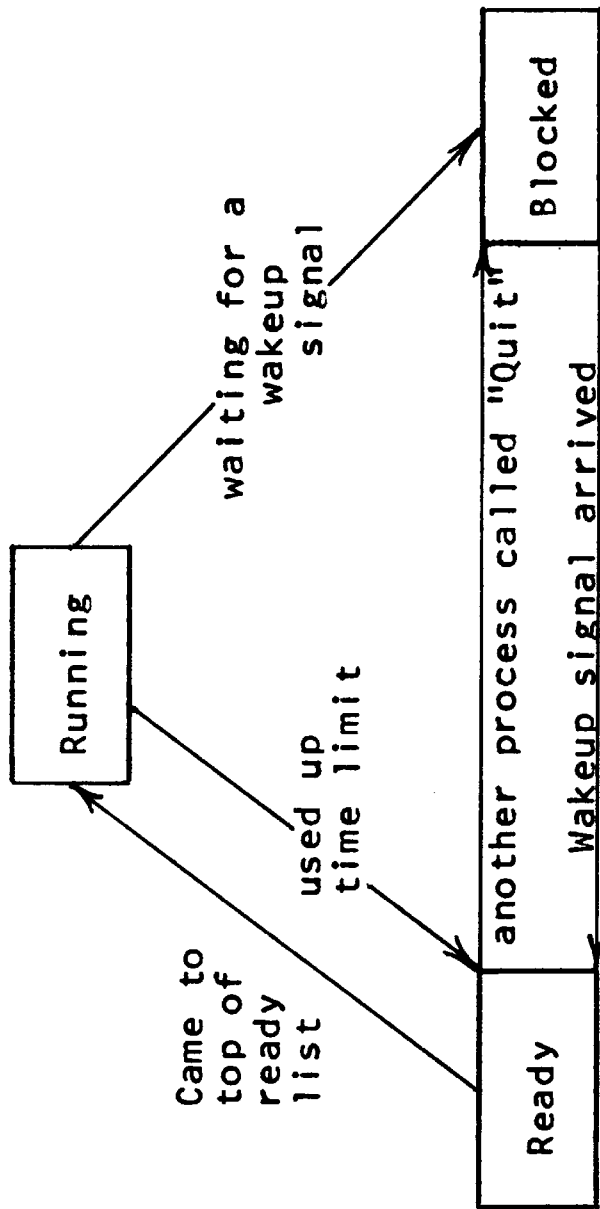 Running
Came to
top of
ready
list
used up
time limit
waiting for a
wakeup
signal
Ready
another process called "Quit"
Wakeup signal arrived
Blocked